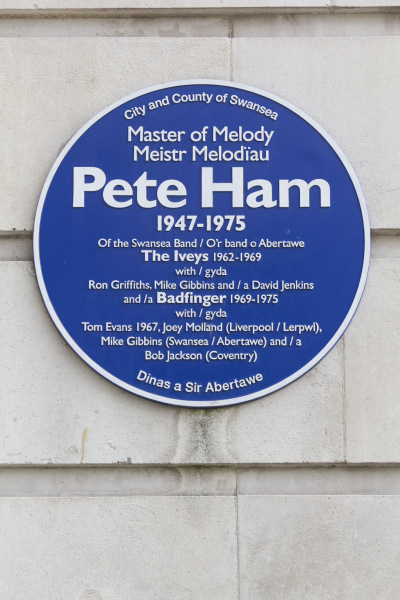 City and County of Swansea
Master of Melody
Meistr Melodïau
Pete Ham
1947-1975
Of the Swansea Band / O'r band o Abertawe
The Iveys 1962-1969
with / gyda
Ron Griffiths, Mike Gibbins and / a David Jenkins
and /a Badfinger 1969-1975
with / gyda
Tom Evans 1967, Joey Molland (Liverpool / Lerpwl),
Mike Gibbins (Swansea / Abertawe) and / a
Bob Jackson (Coventry)
Dinas a Sir Abertawe